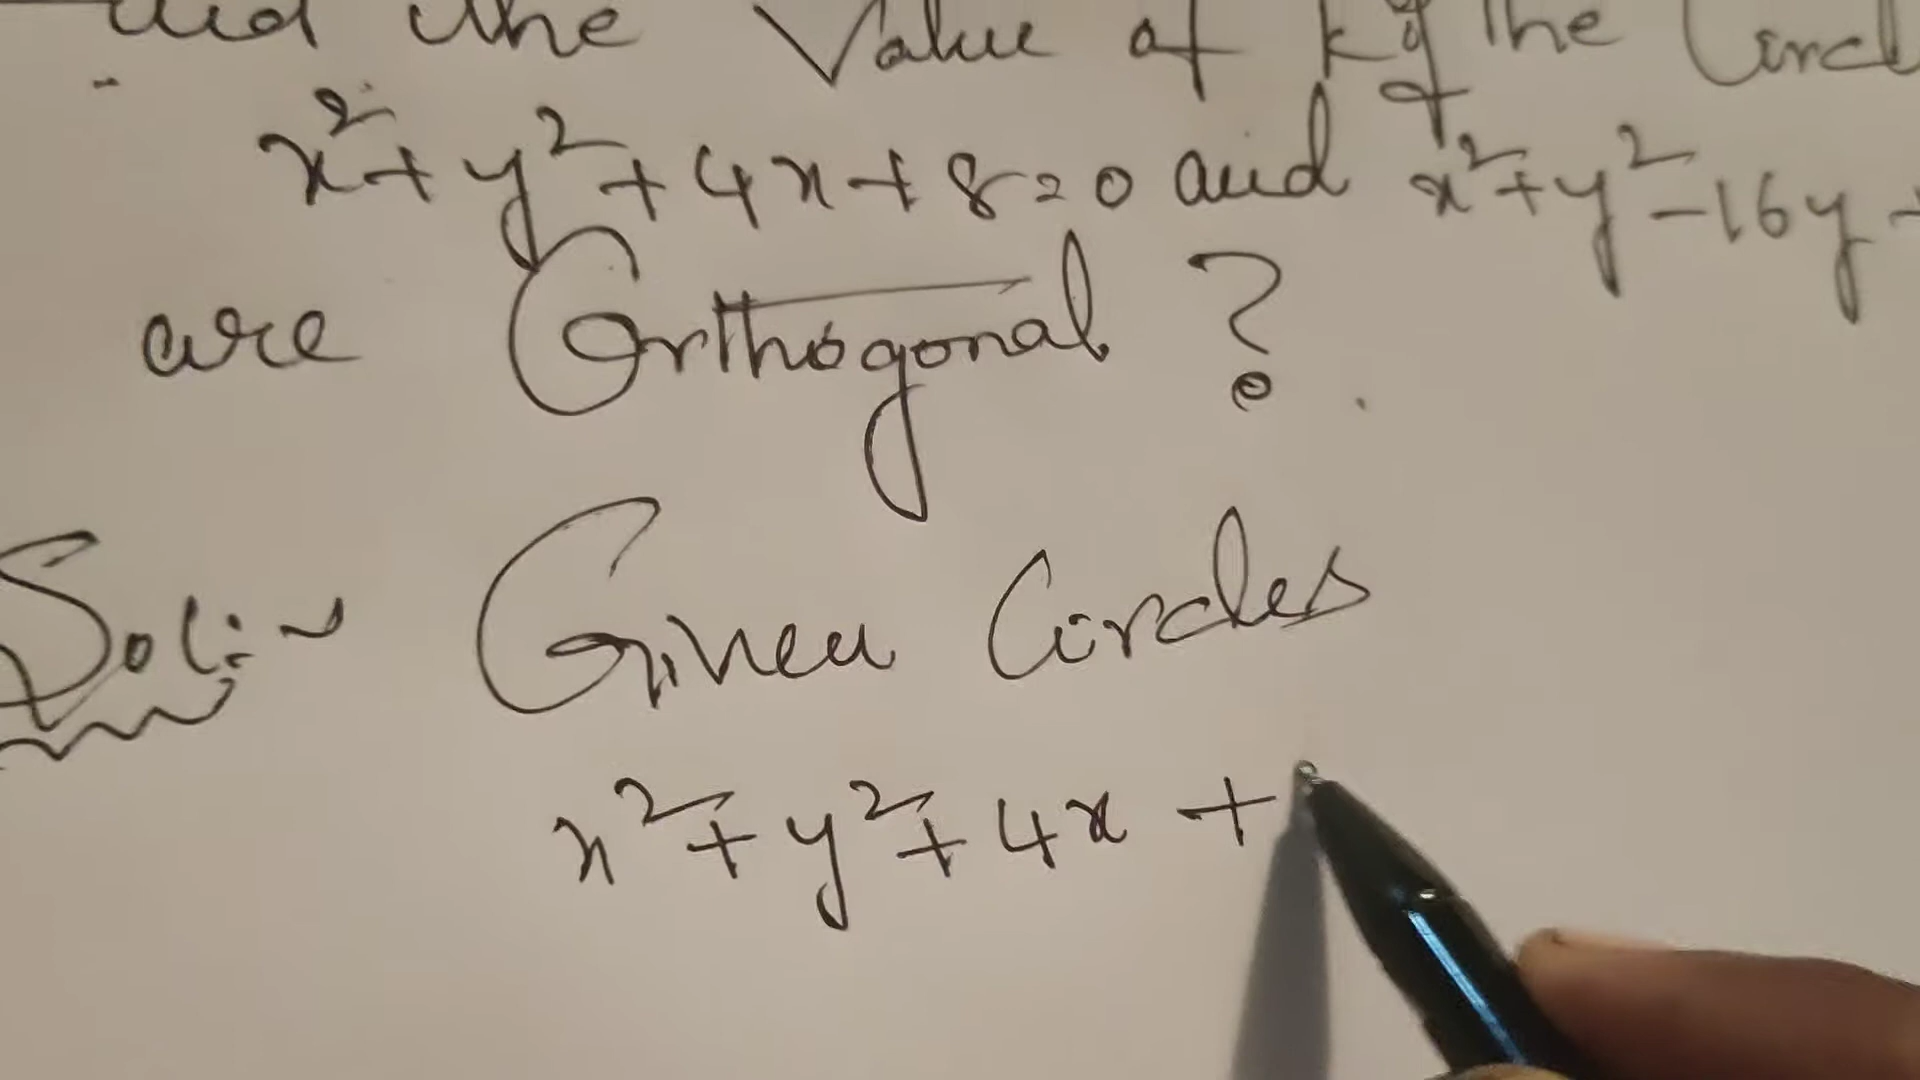 the Value of k if the
x²+y²+4x+8=0 and x²+y²-16y+
are Orthogonal ?
Sol:~ Given Circles
x²+y²+4x +